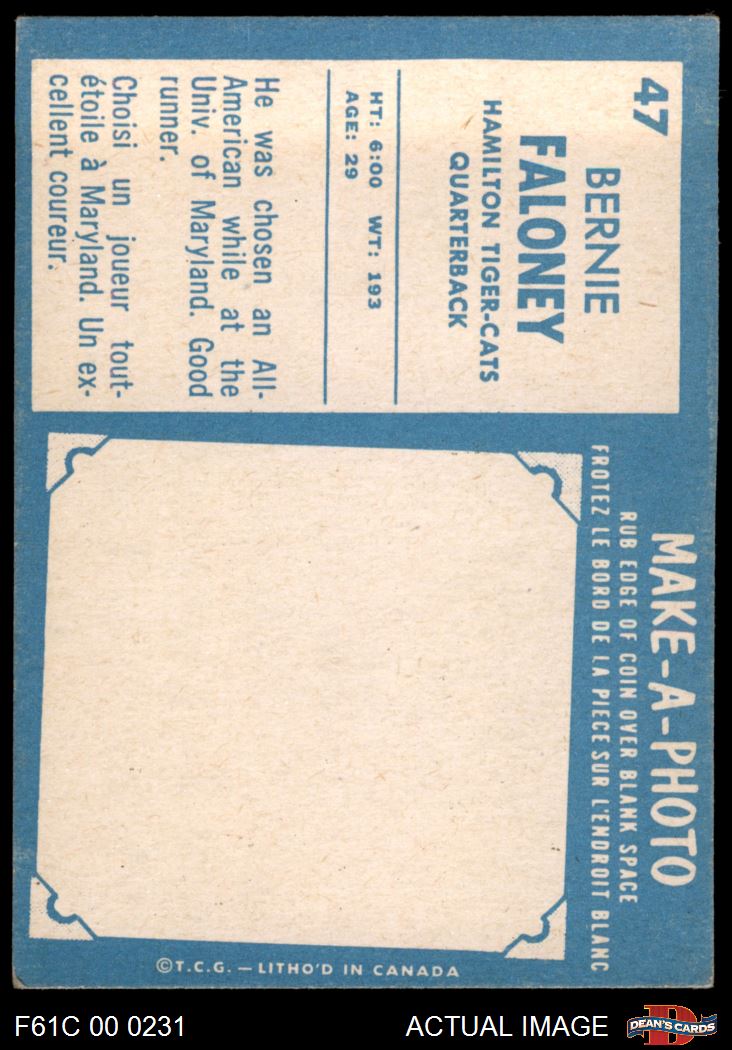 47
BERNIE
FALONEY
HAMILTON TIGER-CATS
QUARTERBACK
HT: 6:00 WT: 193
AGE: 29
He was chosen an All-
American while at the
Univ. of Maryland. Good
runner.
Choisi un joueur tout-
étoile à Maryland. Un ex-
cellent coureur.
MAKE-A-PHOTO
RUB EDGE OF COIN OVER BLANK SPACE
FROTEZ LE BORD DE LA PIECE SUR L'ENDROIT BLANC
©T.C.G. — LITHO'D IN CANADA
F61C 00 0231
ACTUAL IMAGE
D
DEAN'S CARDS